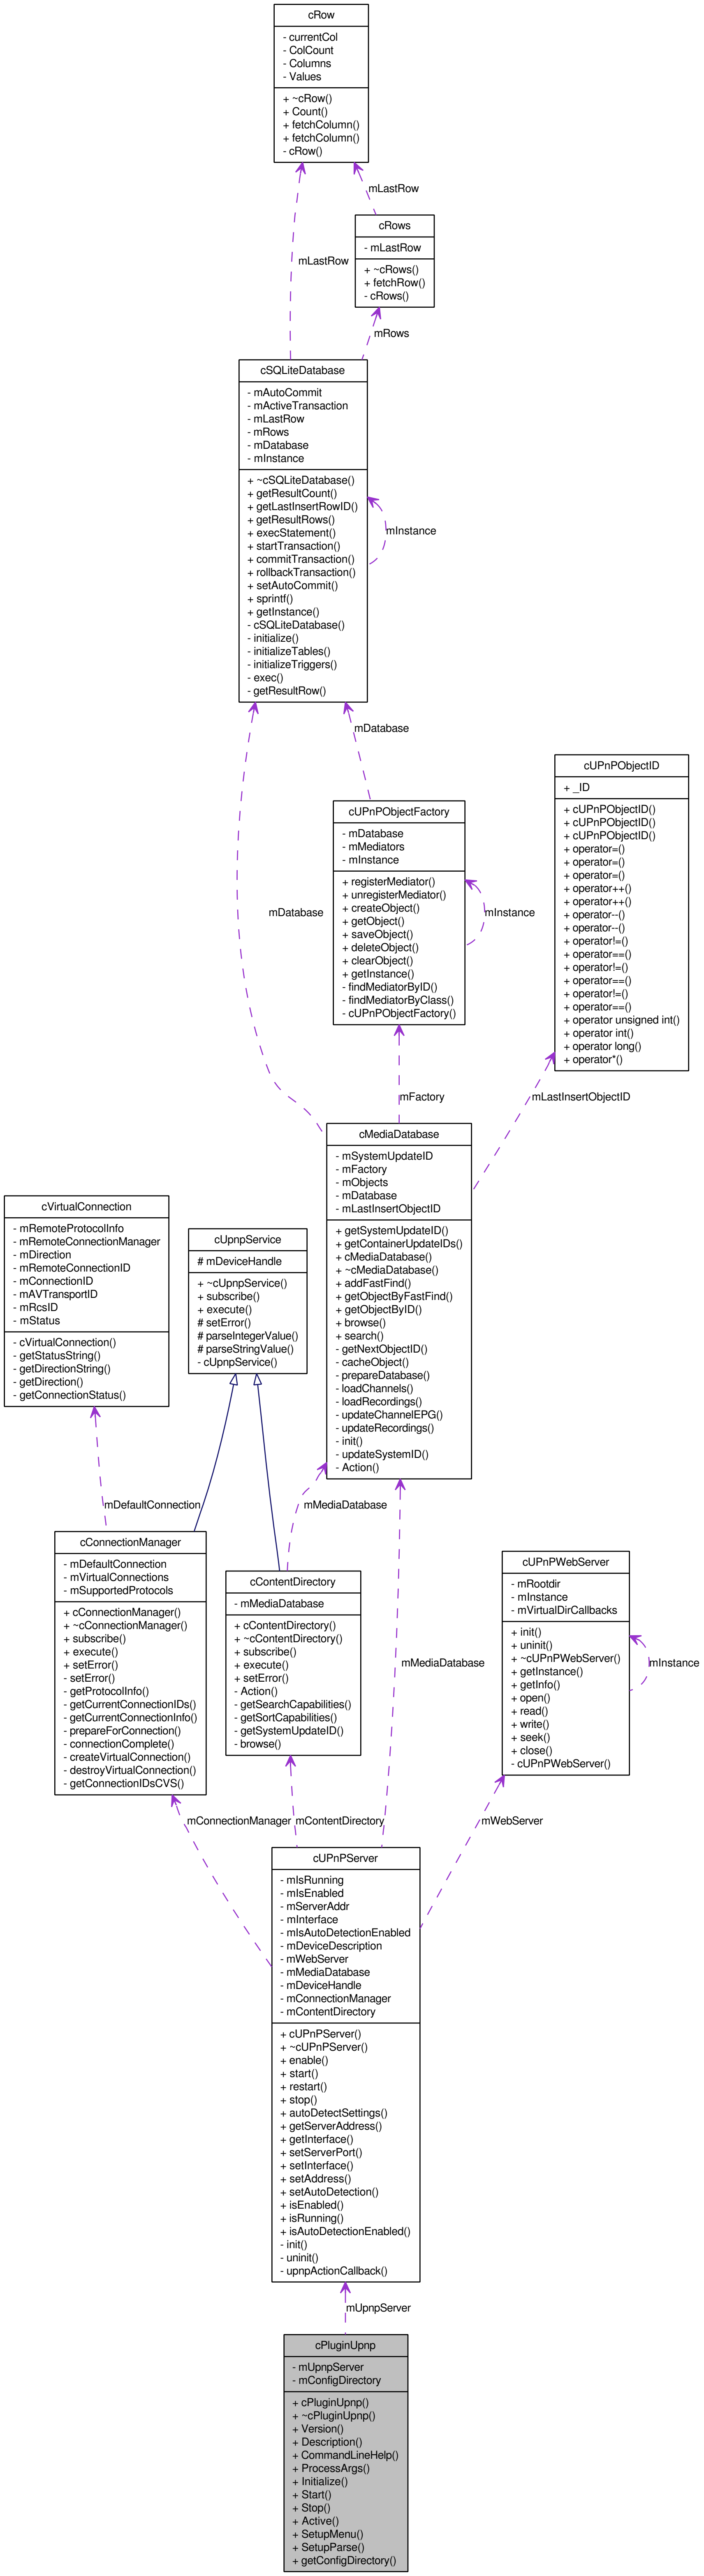 cRow
- currentCol
- ColCount
- Columns
- Values
+ ~cRow()
+ Count()
+ fetchColumn()
+ fetchColumn()
- cRow()
mLastRow
cRows
- mLastRow
+ ~cRows()
+ fetchRow()
- cRows()
mLastRow
mRows
cSQLiteDatabase
- mAutoCommit
- mActiveTransaction
- mLastRow
- mRows
- mDatabase
- mInstance
+ ~cSQLiteDatabase()
+ getResultCount()
+ getLastInsertRowID()
+ getResultRows()
+ execStatement()
+ startTransaction()
+ commitTransaction()
+ rollbackTransaction()
+ setAutoCommit()
+ sprintf()
+ getInstance()
- cSQLiteDatabase()
- initialize()
- initializeTables()
- initializeTriggers()
- exec()
- getResultRow()
mInstance
mDatabase
cUPnPObjectFactory
- mDatabase
- mMediators
- mInstance
+ registerMediator()
+ unregisterMediator()
+ createObject()
+ getObject()
+ saveObject()
+ deleteObject()
+ clearObject()
+ getInstance()
- findMediatorByID()
- findMediatorByClass()
- cUPnPObjectFactory()
mInstance
mDatabase
cUPnPObjectID
+ _ID
+ cUPnPObjectID()
+ cUPnPObjectID()
+ cUPnPObjectID()
+ operator=()
+ operator=()
+ operator=()
+ operator++()
+ operator++()
+ operator--()
+ operator--()
+ operator!=()
+ operator==()
+ operator!=()
+ operator==()
+ operator!=()
+ operator==()
+ operator unsigned int()
+ operator int()
+ operator long()
+ operator*()
mFactory
mLastInsertObjectID
cMediaDatabase
- mSystemUpdateID
- mFactory
- mObjects
- mDatabase
- mLastInsertObjectID
+ getSystemUpdateID()
+ getContainerUpdateIDs()
+ cMediaDatabase()
+ ~cMediaDatabase()
+ addFastFind()
+ getObjectByFastFind()
+ getObjectByID()
+ browse()
+ search()
- getNextObjectID()
- cacheObject()
- prepareDatabase()
- loadChannels()
- loadRecordings()
- updateChannelEPG()
- updateRecordings()
- init()
- updateSystemID()
- Action()
cVirtualConnection
- mRemoteProtocolInfo
- mRemoteConnectionManager
- mDirection
- mRemoteConnectionID
- mConnectionID
- mAVTransportID
- mRcsID
- mStatus
- cVirtualConnection()
- getStatusString()
- getDirectionString()
- getDirection()
- getConnectionStatus()
cUpnpService
# mDeviceHandle
+ ~cUpnpService()
+ subscribe()
+ execute()
# setError()
# parseIntegerValue()
# parseStringValue()
- cUpnpService()
mDefaultConnection
mMediaDatabase
cConnectionManager
- mDefaultConnection
- mVirtualConnections
- mSupportedProtocols
+ cConnectionManager()
+ ~cConnectionManager()
+ subscribe()
+ execute()
+ setError()
- setError()
- getProtocolInfo()
- getCurrentConnectionIDs()
- getCurrentConnectionInfo()
- prepareForConnection()
- connectionComplete()
- createVirtualConnection()
- destroyVirtualConnection()
- getConnectionIDsCVS()
cContentDirectory
- mMediaDatabase
+ cContentDirectory()
+ ~cContentDirectory()
+ subscribe()
+ execute()
+ setError()
- Action()
- getSearchCapabilities()
- getSortCapabilities()
- getSystemUpdateID()
- browse()
mMediaDatabase
cUPnPWebServer
- mRootdir
- mInstance
- mVirtualDirCallbacks
+ init()
+ uninit()
+ ~cUPnPWebServer()
+ getInstance()
+ getInfo()
+ open()
+ read()
+ write()
+ seek()
+ close()
- cUPnPWebServer()
mInstance
mConnectionManager
mContentDirectory
mWebServer
cUPnPServer
- mIsRunning
- mIsEnabled
- mServerAddr
- mInterface
- mIsAutoDetectionEnabled
- mDeviceDescription
- mWebServer
- mMediaDatabase
- mDeviceHandle
- mConnectionManager
- mContentDirectory
+ cUPnPServer()
+ ~cUPnPServer()
+ enable()
+ start()
+ restart()
+ stop()
+ autoDetectSettings()
+ getServerAddress()
+ getInterface()
+ setServerPort()
+ setInterface()
+ setAddress()
+ setAutoDetection()
+ isEnabled()
+ isRunning()
+ isAutoDetectionEnabled()
- init()
- uninit()
- upnpActionCallback()
mUpnpServer
cPluginUpnp
- mUpnpServer
- mConfigDirectory
+ cPluginUpnp()
+ ~cPluginUpnp()
+ Version()
+ Description()
+ CommandLineHelp()
+ ProcessArgs()
+ Initialize()
+ Start()
+ Stop()
+ Active()
+ SetupMenu()
+ SetupParse()
+ getConfigDirectory()